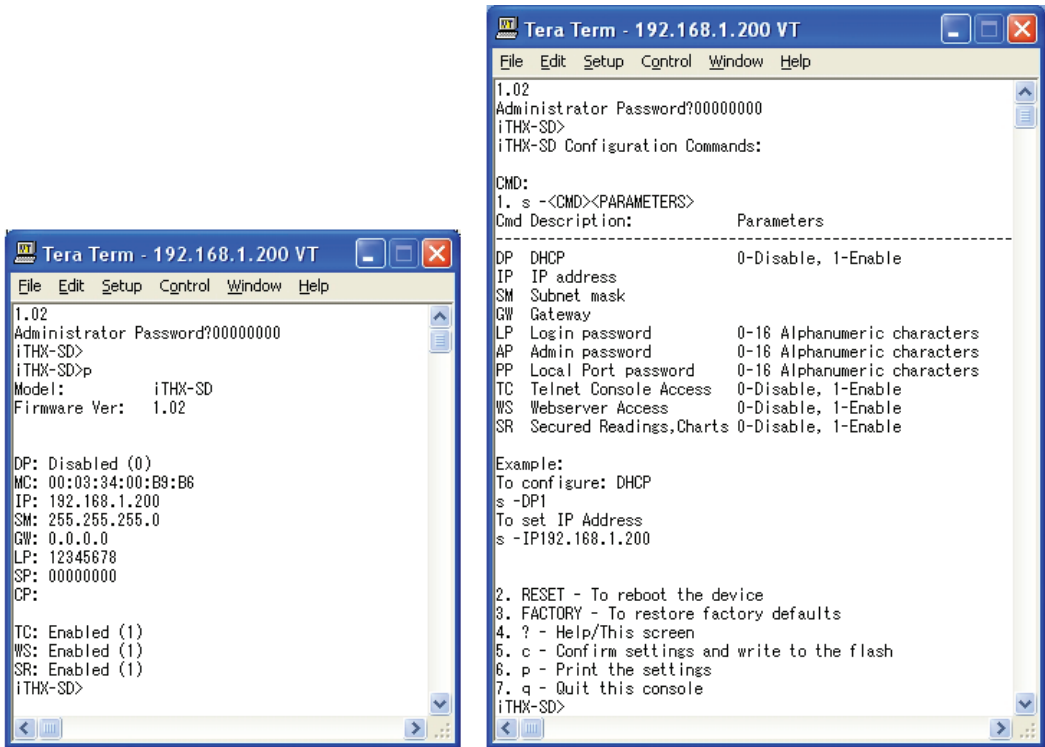 Tera Term - 192.168.1.200 VT
File Edit Setup Control Window Help
1.02
Administrator Password?00000000
iTHX-SD>
iTHX-SD>p
Model: iTHX-SD
Firmware Ver: 1.02
DP: Disabled (0)
MC: 00:03:34:00:B9:B6
IP: 192.168.1.200
SM: 255.255.255.0
GW: 0.0.0.0
LP: 12345678
SP: 00000000
CP:
TC: Enabled (1)
WS: Enabled (1)
SR: Enabled (1)
iTHX-SD>
Tera Term - 192.168.1.200 VT
File Edit Setup Control Window Help
1.02
Administrator Password?00000000
iTHX-SD>
iTHX-SD Configuration Commands:
CMD:
1. s -<CMD><PARAMETERS>
Cmd Description: Parameters
--------------------------------------------------------------
DP DHCP 0-Disable, 1-Enable
IP IP address
SM Subnet mask
GW Gateway
LP Login password 0-16 Alphanumeric characters
AP Admin password 0-16 Alphanumeric characters
PP Local Port password 0-16 Alphanumeric characters
TC Telnet Console Access 0-Disable, 1-Enable
WS Webserver Access 0-Disable, 1-Enable
SR Secured Readings,Charts 0-Disable, 1-Enable
Example:
To configure: DHCP
s -DP1
To set IP Address
s -IP192.168.1.200
2. RESET - To reboot the device
3. FACTORY - To restore factory defaults
4. ? - Help/This screen
5. c - Confirm settings and write to the flash
6. p - Print the settings
7. q - Quit this console
iTHX-SD>